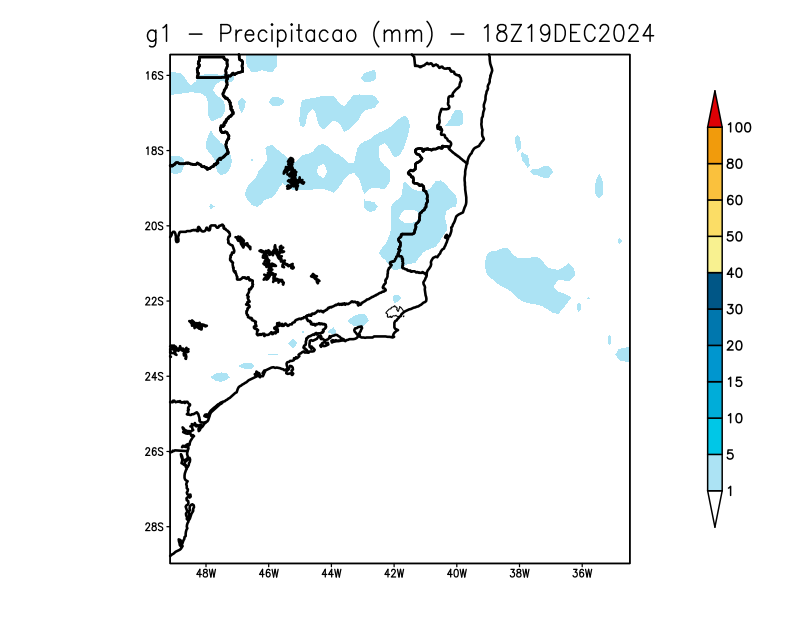 g1 – Precipitacao (mm) – 18Z19DEC2024
16S
18S
20S
22S
24S
26S
28S
48W 46W 44W 42W 40W 38W 36W
100
80
60
50
40
30
20
15
10
5
1